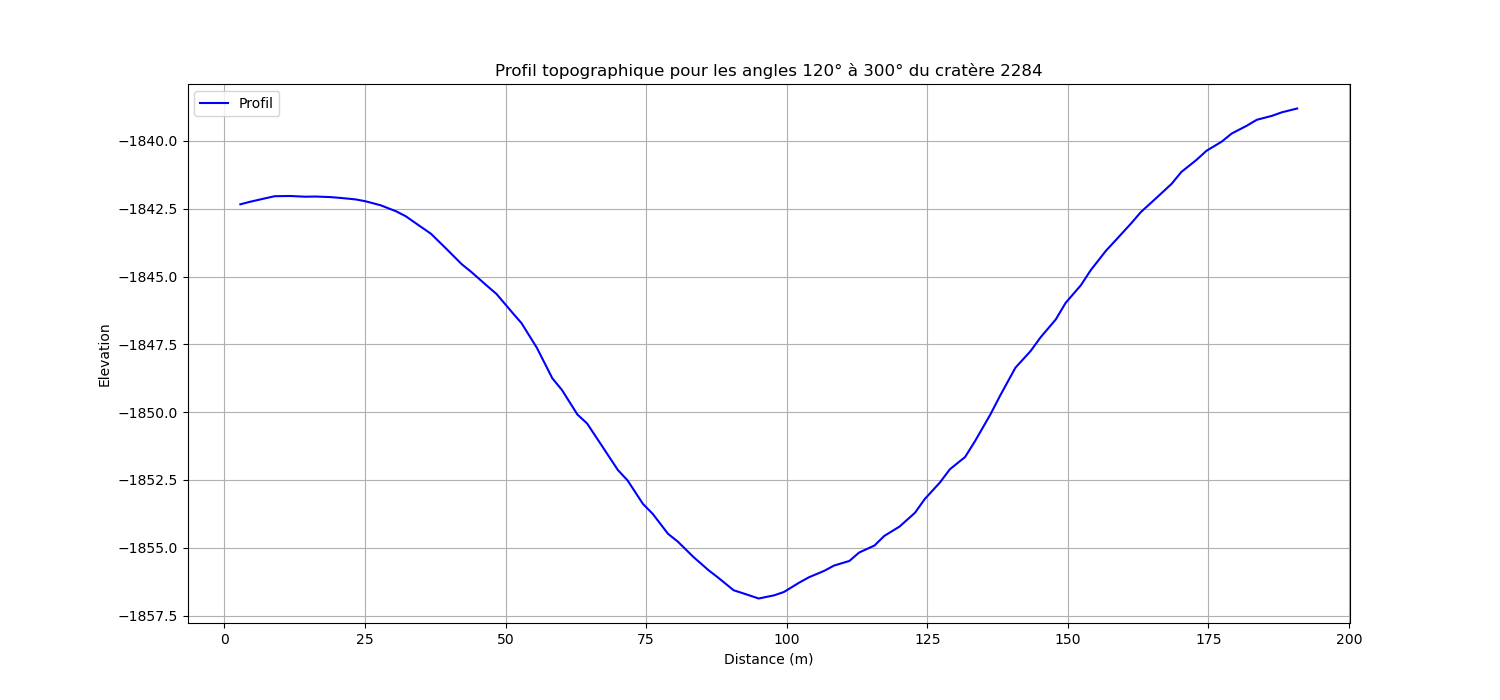 Profil topographique pour les angles 120° à 300° du cratère 2284
Profil
Elevation
−1840.0
−1842.5
−1845.0
−1847.5
−1850.0
−1852.5
−1855.0
−1857.5
0 25 50 75 100 125 150 175 200
Distance (m)